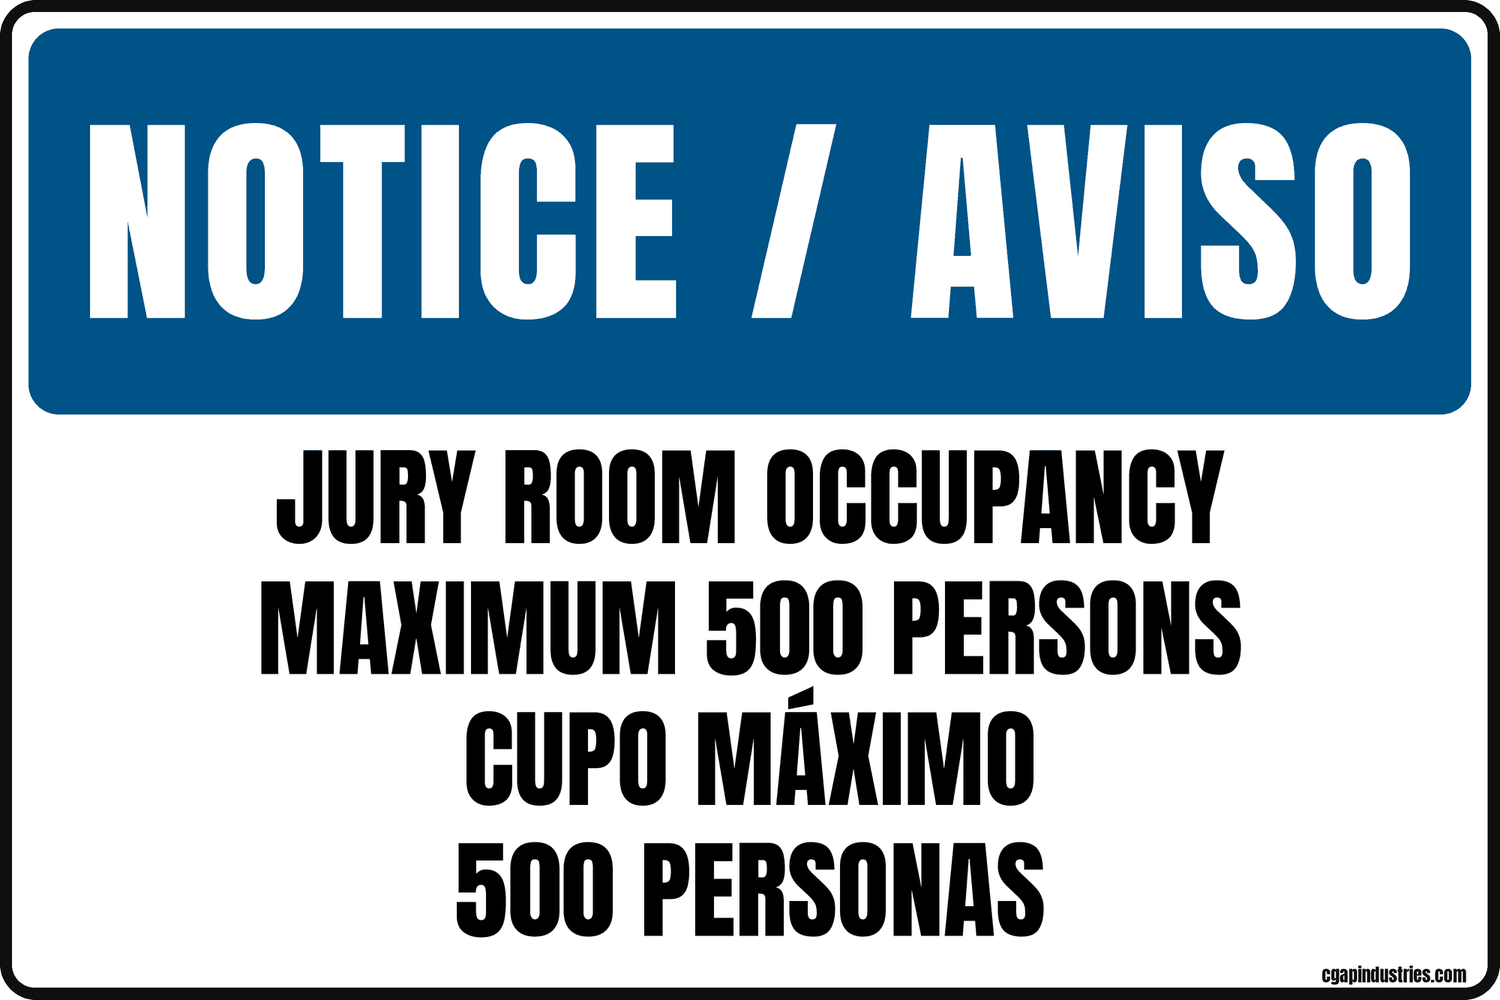 NOTICE / AVISO
JURY ROOM OCCUPANCY
MAXIMUM 500 PERSONS
CUPO MÁXIMO
500 PERSONAS
cgapindustries.com